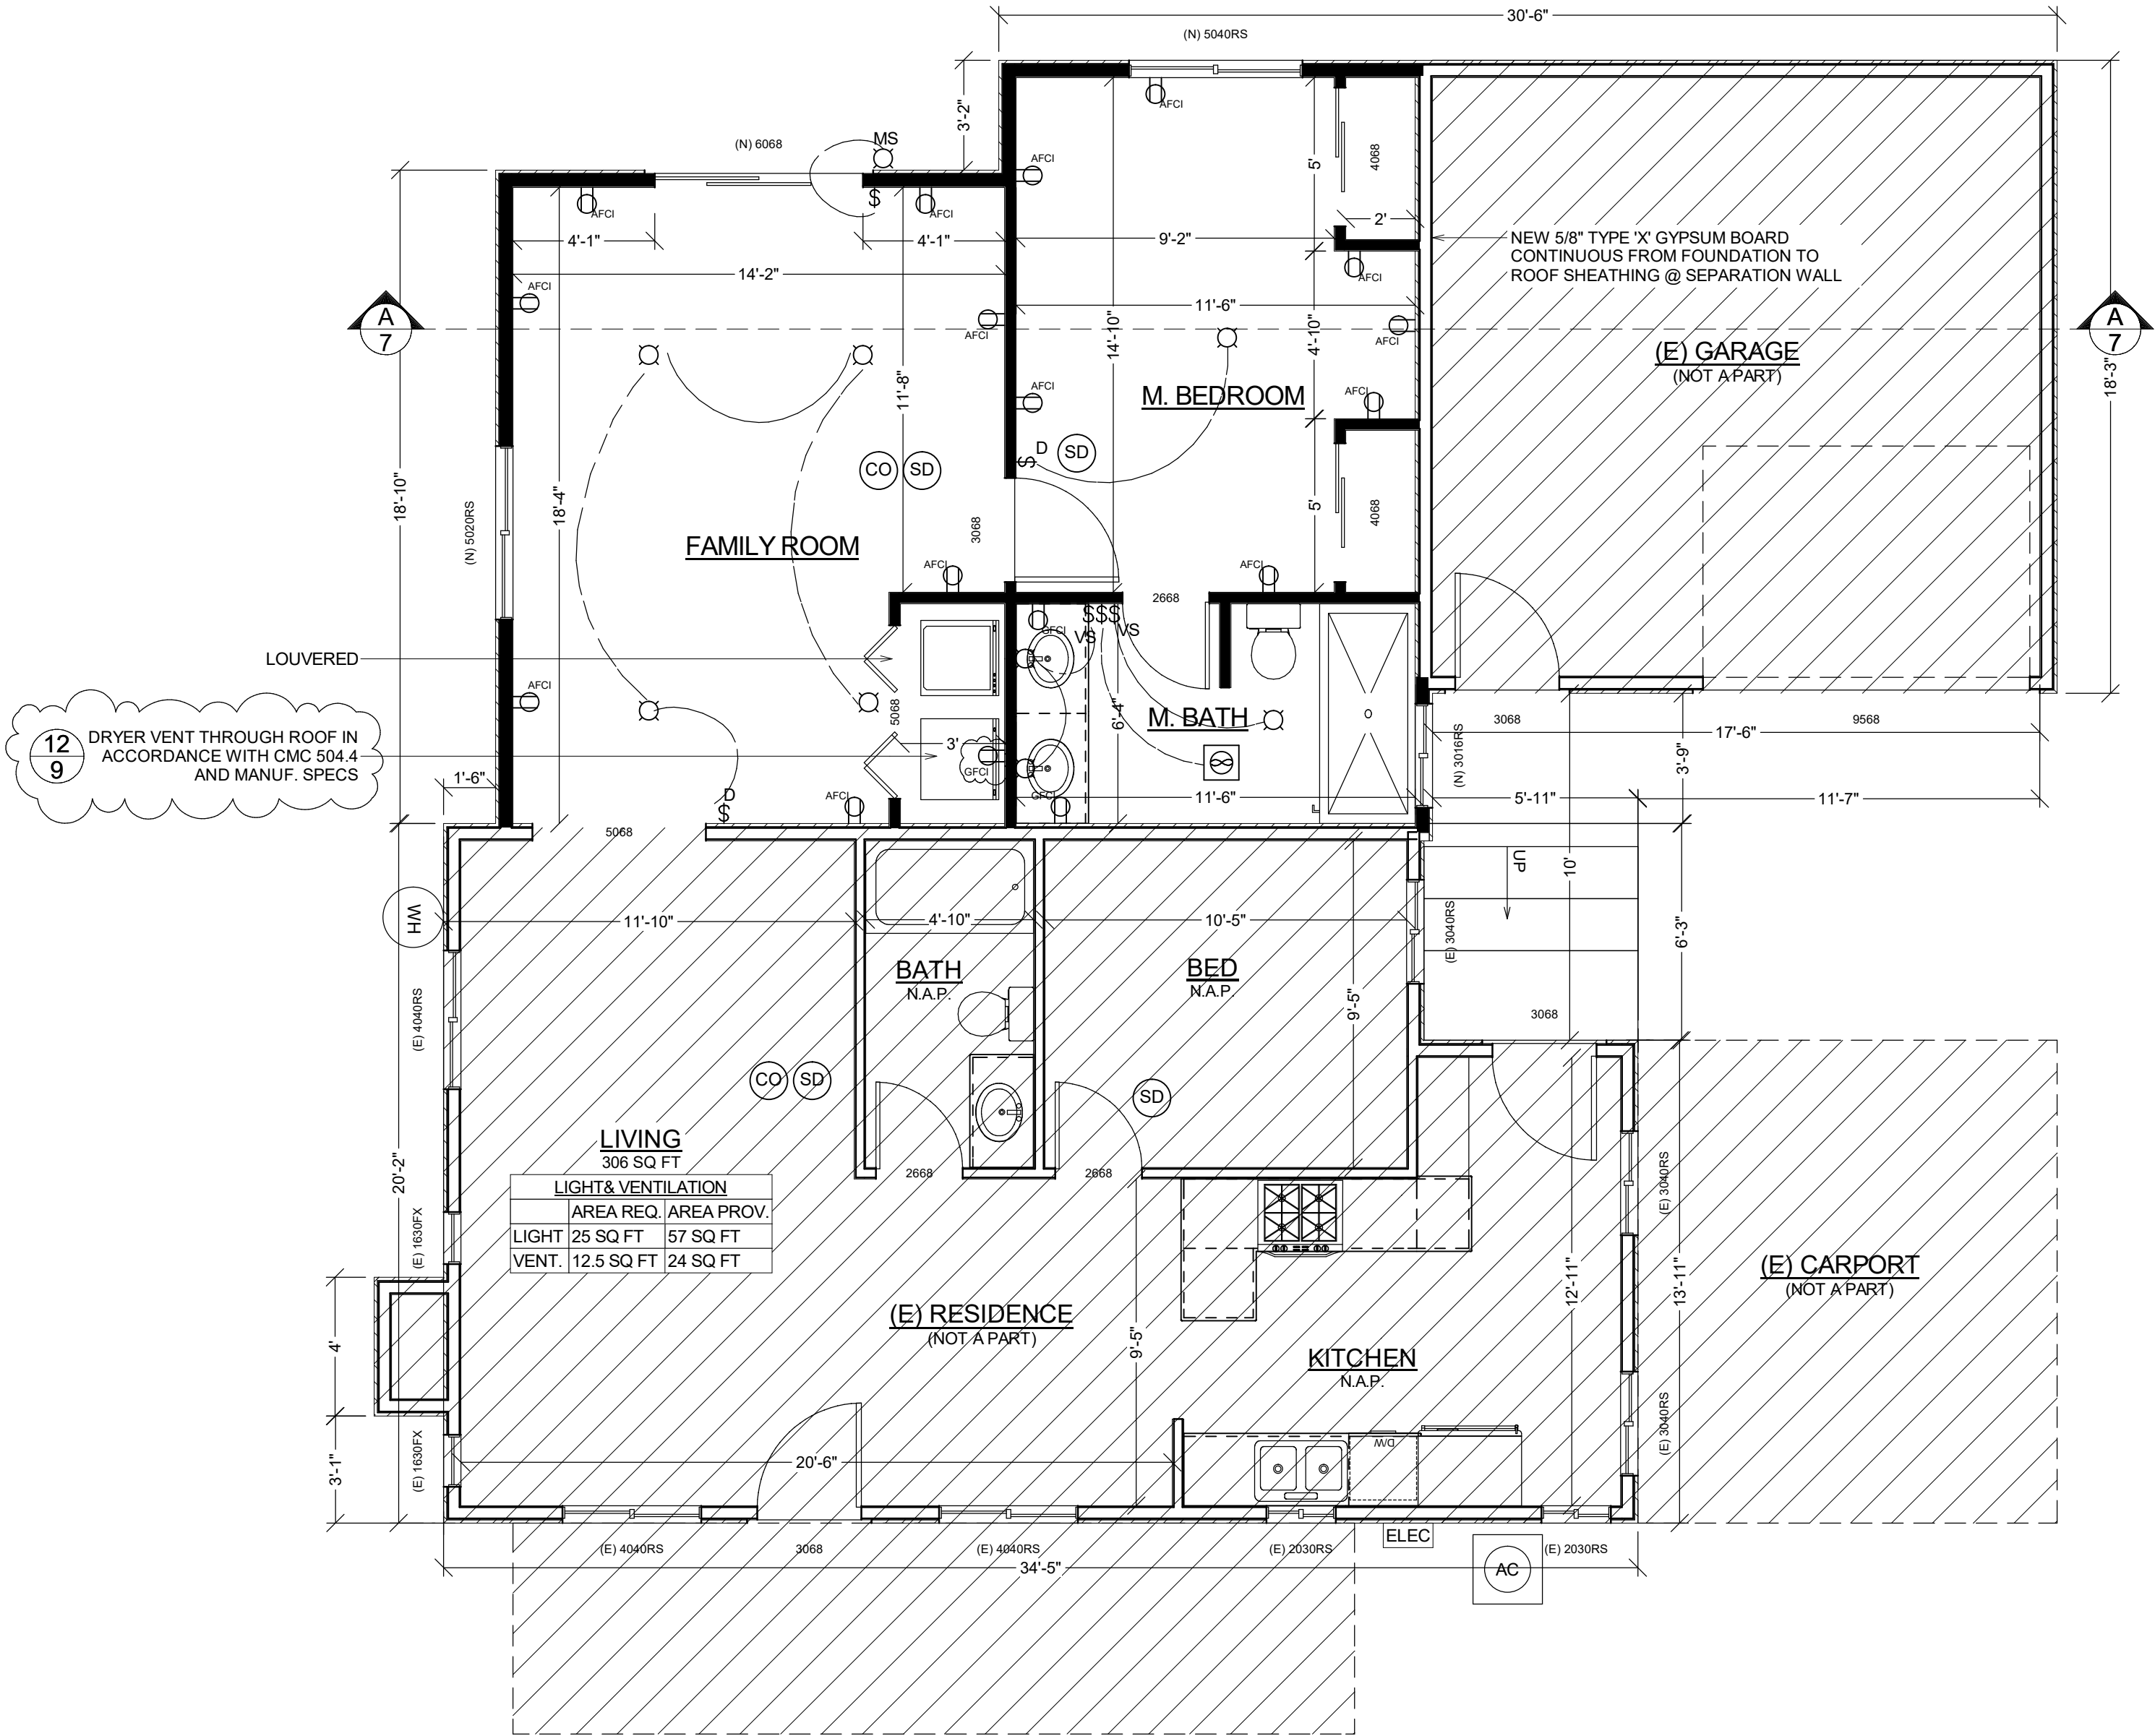 30'-6"
(N) 5040RS
3'-2"
AFCI
(N) 6068
MS
$
AFCI
AFCI
AFCI
4'-1"
4'-1"
14'-2"
9'-2"
5'
4068
2'
NEW 5/8" TYPE 'X' GYPSUM BOARD
CONTINUOUS FROM FOUNDATION TO
ROOF SHEATHING @ SEPARATION WALL
AFCI
AFCI
AFCI
11'-6"
A
7
A
7
AFCI
14'-10"
4'-10"
(E) GARAGE
(NOT A PART)
18'-3"
11'-8"
AFCI
AFCI
M. BEDROOM
$
D
SD
CO
SD
18'-10"
18'-4"
(N) 5020RS
3068
5'
4068
FAMILY ROOM
AFCI
AFCI
2668
$$$
VS
VS
GFCI
LOUVERED
AFCI
5068
6'-4"
M. BATH
12
9
DRYER VENT THROUGH ROOF IN
ACCORDANCE WITH CMC 504.4
AND MANUF. SPECS
3'
GFCI
(N) 3016RS
3068
9568
17'-6"
3'-9"
1'-6"
D
$
AFCI
GFCI
11'-6"
5'-11"
11'-7"
5068
UP
10'
WH
11'-10"
4'-10"
10'-5"
(E) 3040RS
6'-3"
BATH
N.A.P.
BED
N.A.P.
9'-5"
(E) 4040RS
3068
CO
SD
SD
LIVING
306 SQ FT
20'-2"
2668
2668
(E) 3040RS
LIGHT& VENTILATION
AREA REQ. AREA PROV.
LIGHT 25 SQ FT 57 SQ FT
VENT. 12.5 SQ FT 24 SQ FT
(E) 1630FX
(E) CARPORT
(NOT A PART)
12'-11"
13'-11"
(E) RESIDENCE
(NOT A PART)
4'
9'-5"
KITCHEN
N.A.P.
(E) 3040RS
D/W
3'-1"
(E) 1630FX
20'-6"
ELEC
(E) 4040RS
3068
(E) 4040RS
(E) 2030RS
(E) 2030RS
34'-5"
AC